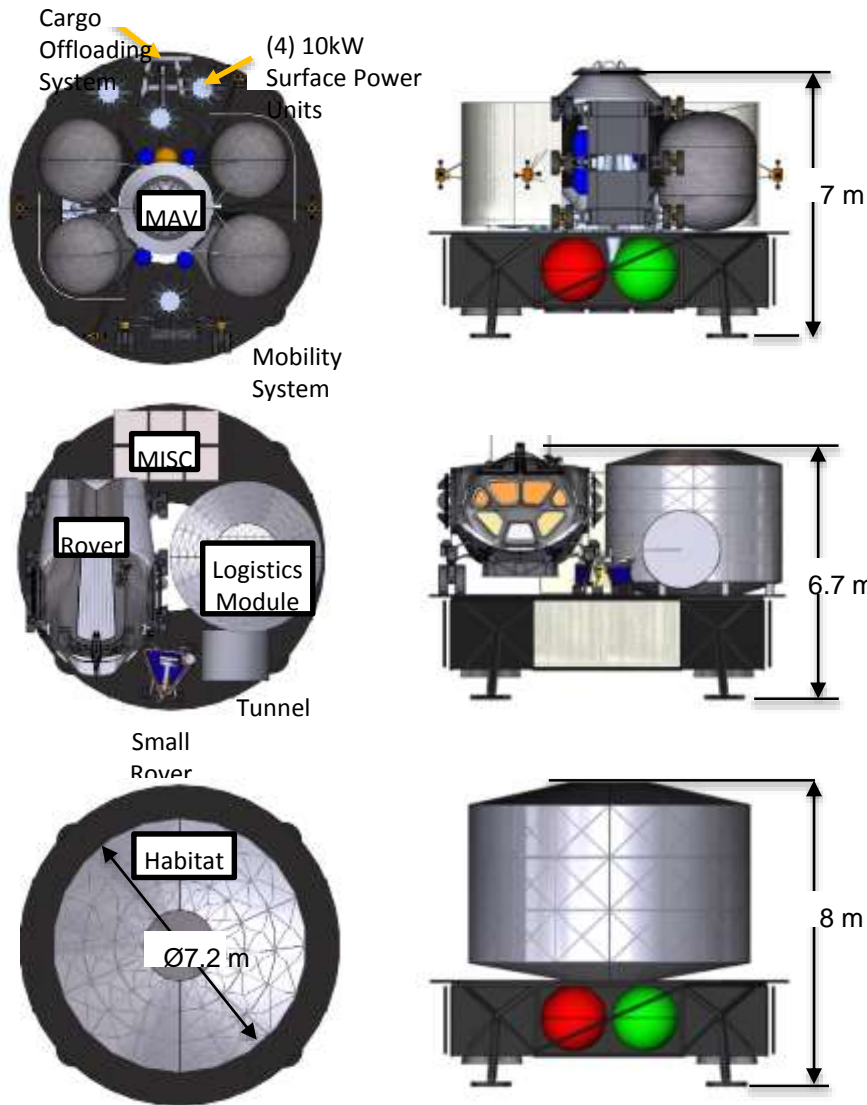 Cargo
Offloading
System
(4) 10kW
Surface Power
Units
MAV
7 m
Mobility
System
MISC
Rover
Logistics
Module
6.7 m
Tunnel
Small
Rover
Habitat
Ø7.2 m
8 m